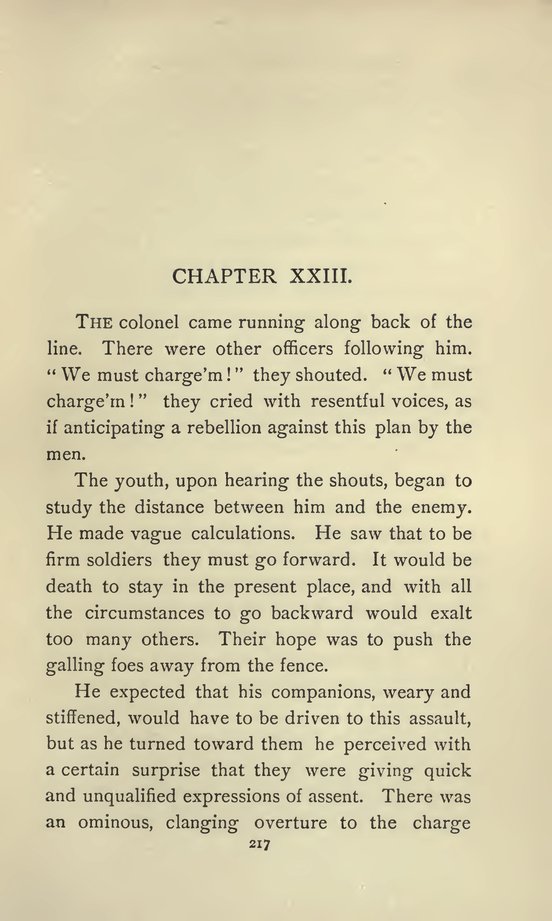 CHAPTER XXIII.
THE colonel came running along back of the
line. There were other officers following him.
“ We must charge'm ! ” they shouted. “ We must
charge'm ! ” they cried with resentful voices, as
if anticipating a rebellion against this plan by the
men.
The youth, upon hearing the shouts, began to
study the distance between him and the enemy.
He made vague calculations. He saw that to be
firm soldiers they must go forward. It would be
death to stay in the present place, and with all
the circumstances to go backward would exalt
too many others. Their hope was to push the
galling foes away from the fence.
He expected that his companions, weary and
stiffened, would have to be driven to this assault,
but as he turned toward them he perceived with
a certain surprise that they were giving quick
and unqualified expressions of assent. There was
an ominous, clanging overture to the charge
217